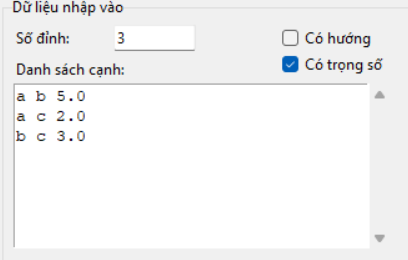 Dữ liệu nhập vào
Số đỉnh: 3
Có hướng
Danh sách cạnh:
Có trọng số
a b 5.0
a c 2.0
b c 3.0